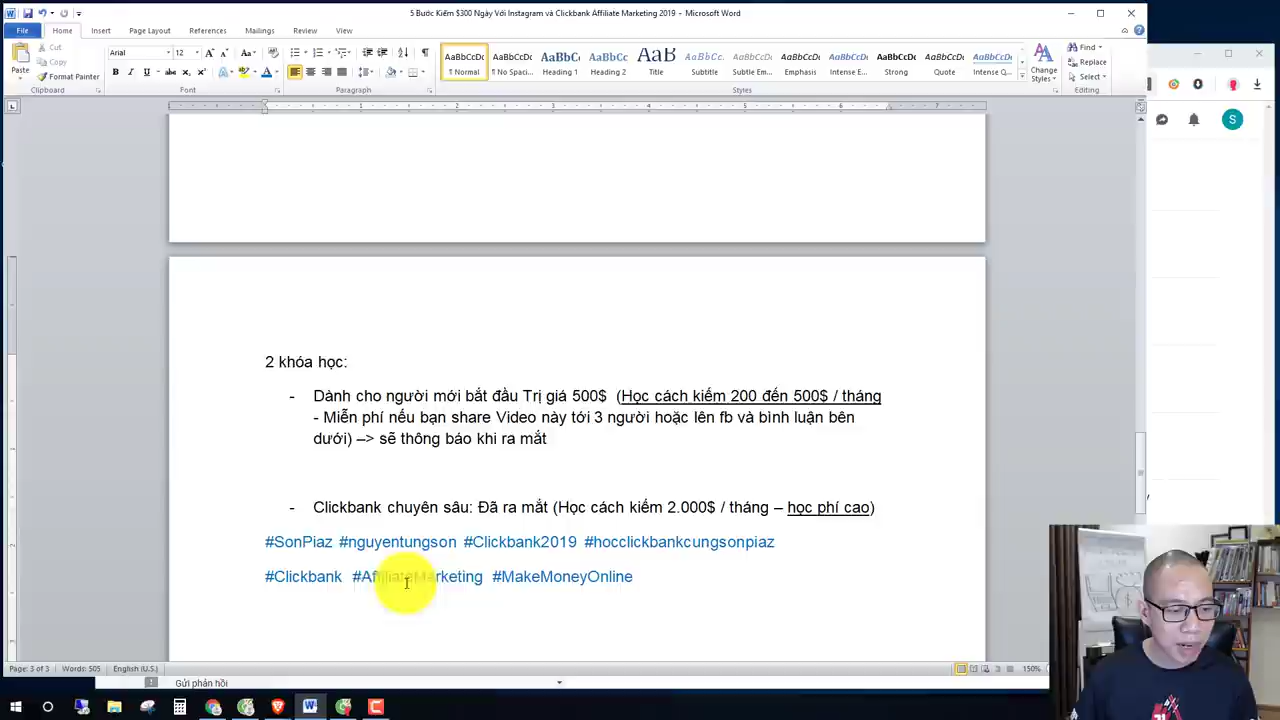 5 Bước Kiếm $300 Ngày Với Instagram và Clickbank Affiliate Marketing 2019 – Microsoft Word
File Home Insert Page Layout References Mailings Review View
Paste Cut Copy Format Painter
Arial 12
AaBbCcDc AaBbCcDc AaBbC AaBbCc AaB AaBbCcL AaBbCcDc AaBbCcDc AaBbCcDc AaBbCcDc AaBbCcDc AaBbCcDc
¶ Normal ¶ No Spaci... Heading 1 Heading 2 Title Subtitle Subtle Em... Emphasis Intense E... Strong Quote Intense Q...
Change Styles Find Replace Select
Clipboard Font Paragraph Styles Editing
S
2 khóa học:
- Dành cho người mới bắt đầu Trị giá 500$ (Học cách kiếm 200 đến 500$ / tháng
- Miễn phí nếu bạn share Video này tới 3 người hoặc lên fb và bình luận bên
dưới) –> sẽ thông báo khi ra mắt
- Clickbank chuyên sâu: Đã ra mắt (Học cách kiếm 2.000$ / tháng – học phí cao)
#SonPiaz #nguyentungson #Clickbank2019 #hocclickbankcungsonpiaz
#Clickbank #AffiliateMarketing #MakeMoneyOnline
Page: 3 of 3 Words: 505 English (U.S.) 150%
Gửi phản hồi